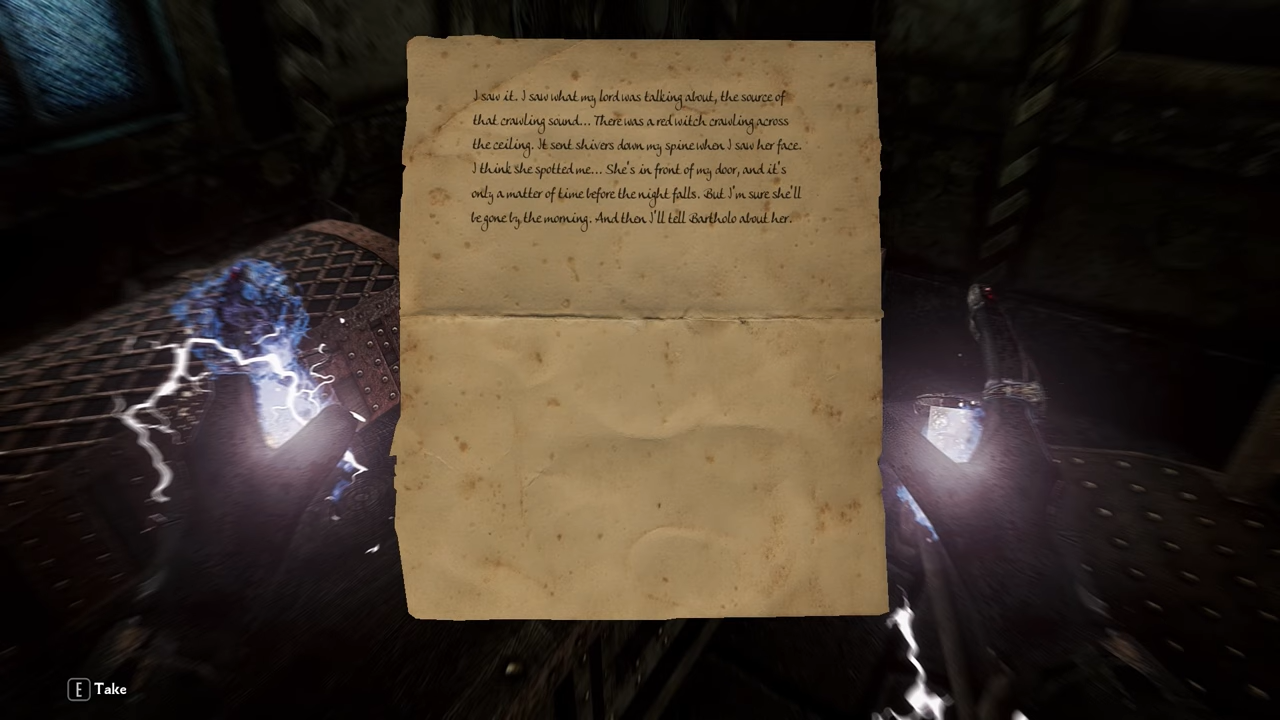 I saw it. I saw what my lord was talking about, the source of
that crawling sound... There was a red witch crawling across
the ceiling. It sent shivers down my spine when I saw her face.
I think she spotted me... She's in front of my door, and it's
only a matter of time before the night falls. But I'm sure she'll
be gone by the morning. And then I'll tell Bartholo about her.
E Take